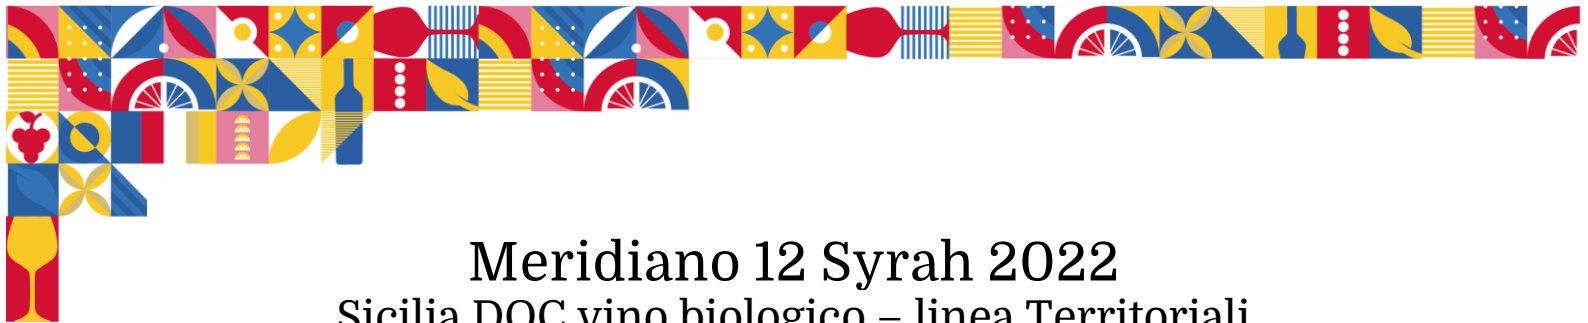 Meridiano 12 Syrah 2022
Sicilia DOC vino biologico – linea Territoriali